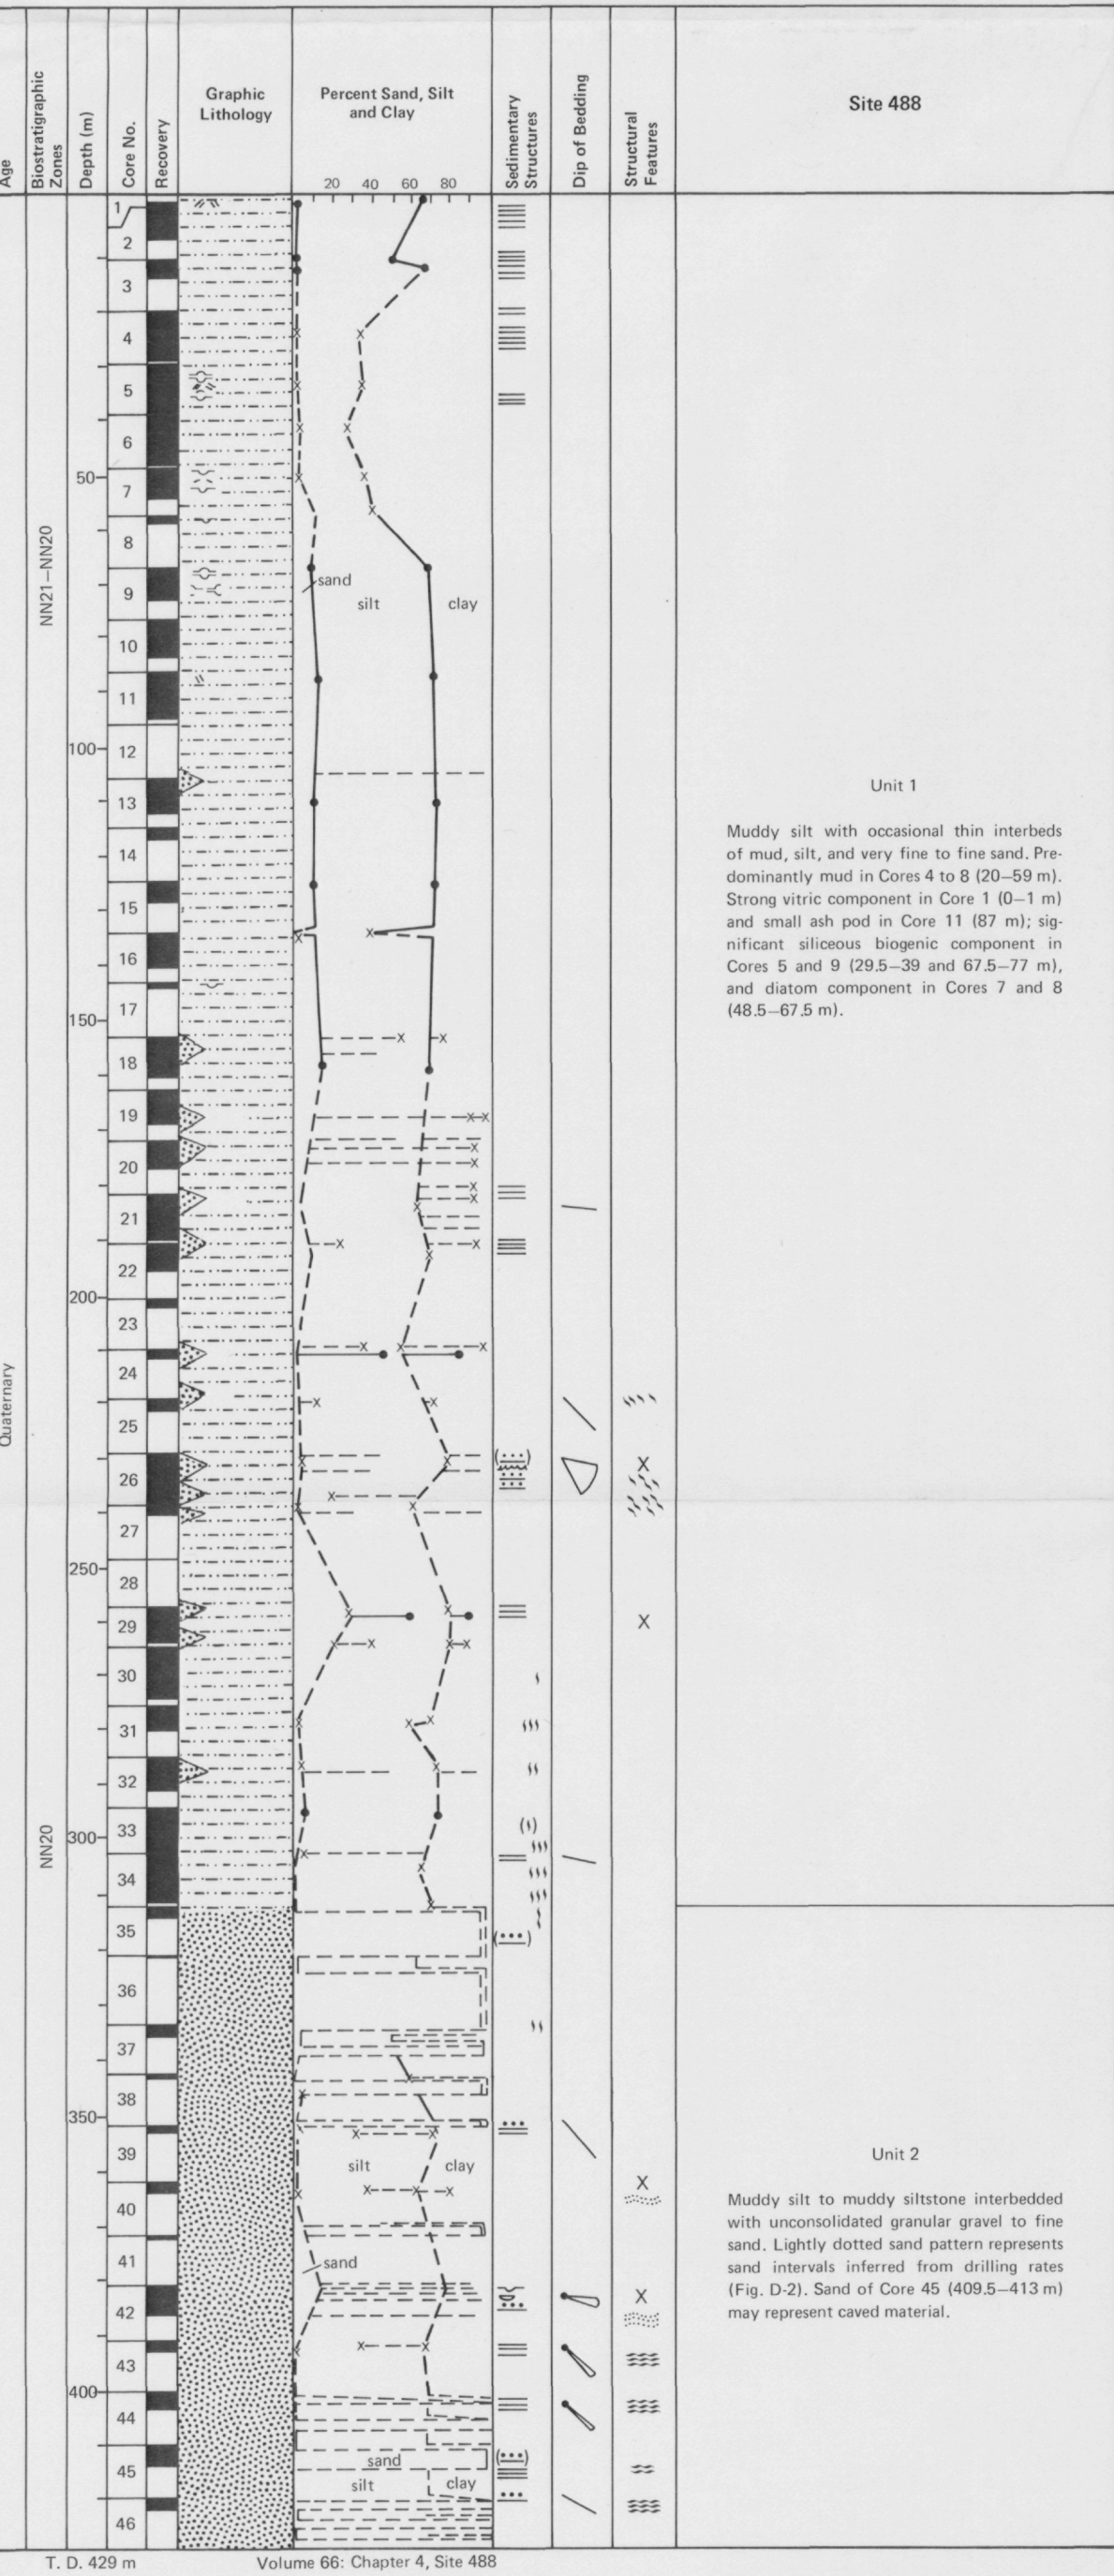 Age
Biostratigraphic
Zones
Depth (m)
Core No.
Recovery
Graphic
Lithology
Percent Sand, Silt
and Clay
20 40 60 80
Sedimentary
Structures
Dip of Bedding
Structural
Features
Site 488
Quaternary
NN21–NN20
NN20
50
100
150
200
250
300
350
400
1
2
3
4
5
6
7
8
9
10
11
12
13
14
15
16
17
18
19
20
21
22
23
24
25
26
27
28
29
30
31
32
33
34
35
36
37
38
39
40
41
42
43
44
45
46
sand
silt
clay
silt
clay
sand
sand
silt
clay
Unit 1
Muddy silt with occasional thin interbeds
of mud, silt, and very fine to fine sand. Pre-
dominantly mud in Cores 4 to 8 (20–59 m).
Strong vitric component in Core 1 (0–1 m)
and small ash pod in Core 11 (87 m); sig-
nificant siliceous biogenic component in
Cores 5 and 9 (29.5–39 and 67.5–77 m),
and diatom component in Cores 7 and 8
(48.5–67.5 m).
Unit 2
Muddy silt to muddy siltstone interbedded
with unconsolidated granular gravel to fine
sand. Lightly dotted sand pattern represents
sand intervals inferred from drilling rates
(Fig. D-2). Sand of Core 45 (409.5–413 m)
may represent caved material.
T. D. 429 m
Volume 66: Chapter 4, Site 488